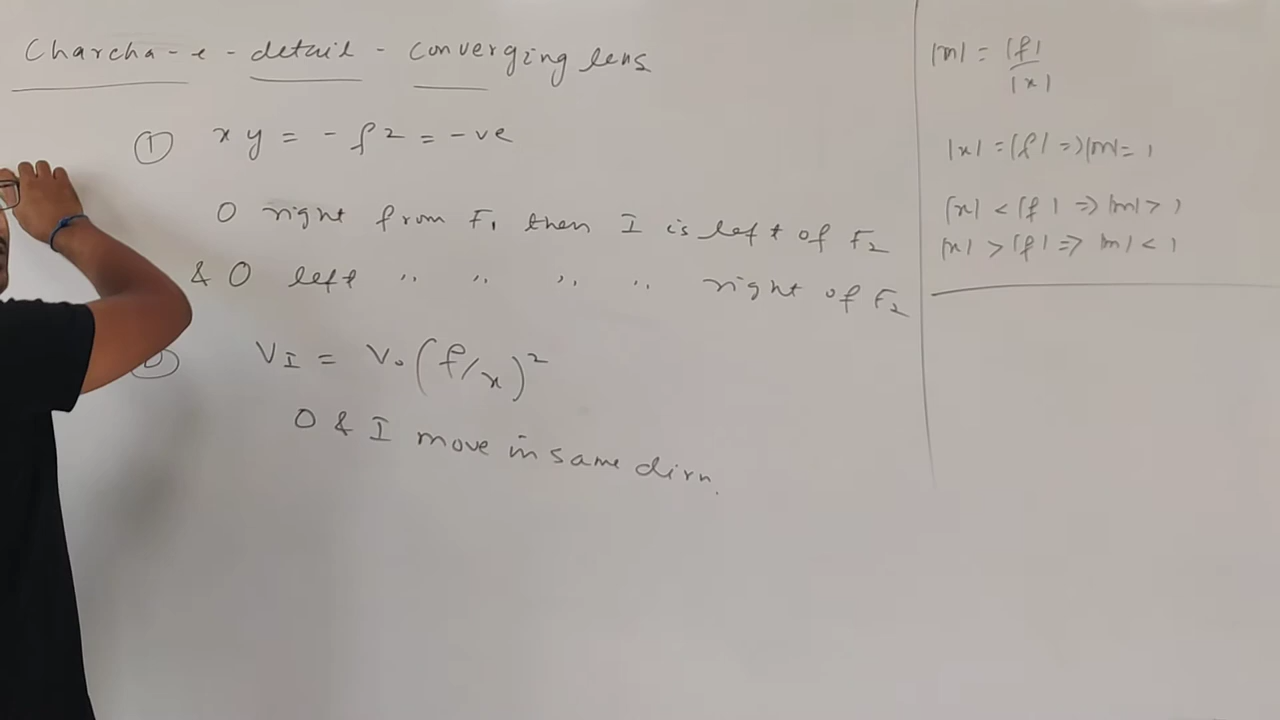 Charcha-e-detail-converging lens
① xy = -f2 = -ve
O right from F₁ then I is left of F₂
& O left ,, ,, ,, ,, right of F₂
VI = Vo (f/x)²
O & I move in same dirn.
|m| = |f|/|x|
|x| = |f| => |m| = 1
|x| < |f| => |m| > 1
|x| > |f| => |m| < 1